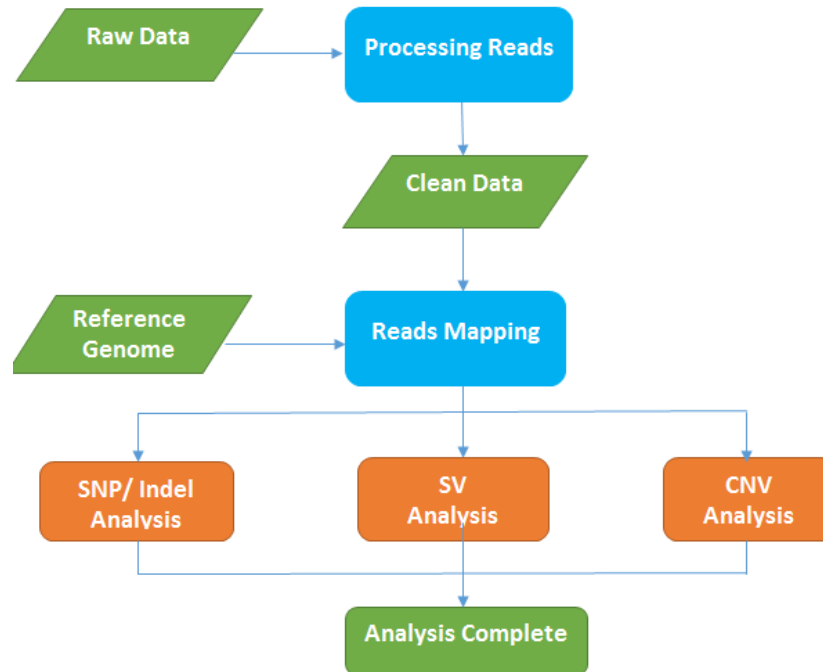 Raw Data
Processing Reads
Clean Data
Reference
Genome
Reads Mapping
SNP/ Indel
Analysis
SV
Analysis
CNV
Analysis
Analysis Complete